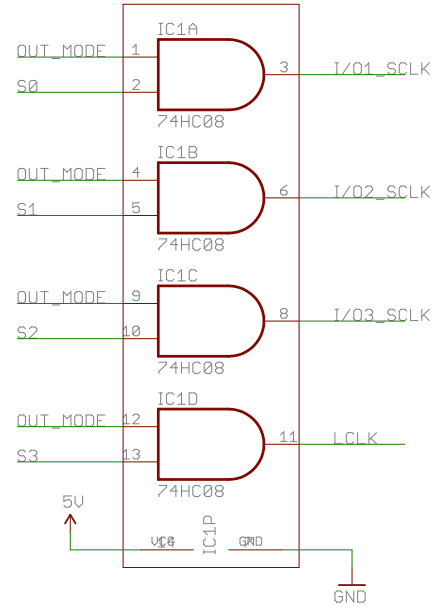 IC1A
OUT_MODE 1
3 I/O1_SCLK
S0 2
74HC08
IC1B
OUT_MODE 4
6 I/O2_SCLK
S1 5
74HC08
IC1C
OUT_MODE 9
8 I/O3_SCLK
S2 10
74HC08
IC1D
OUT_MODE 12
11 LCLK
S3 13
74HC08
5V
IC1P
GND